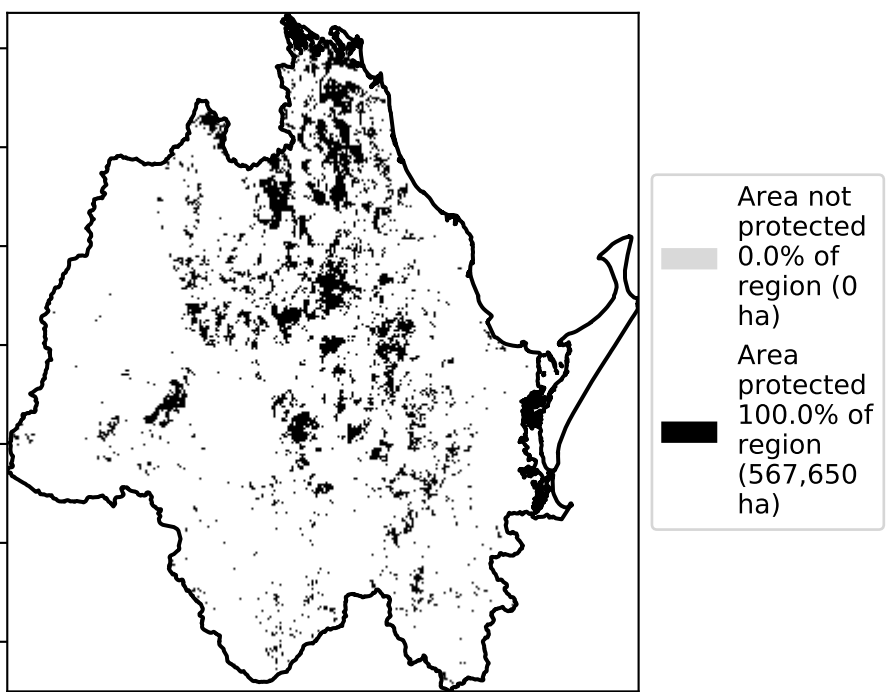 Area not
protected
0.0% of
region (0
ha)
Area
protected
100.0% of
region
(567,650
ha)